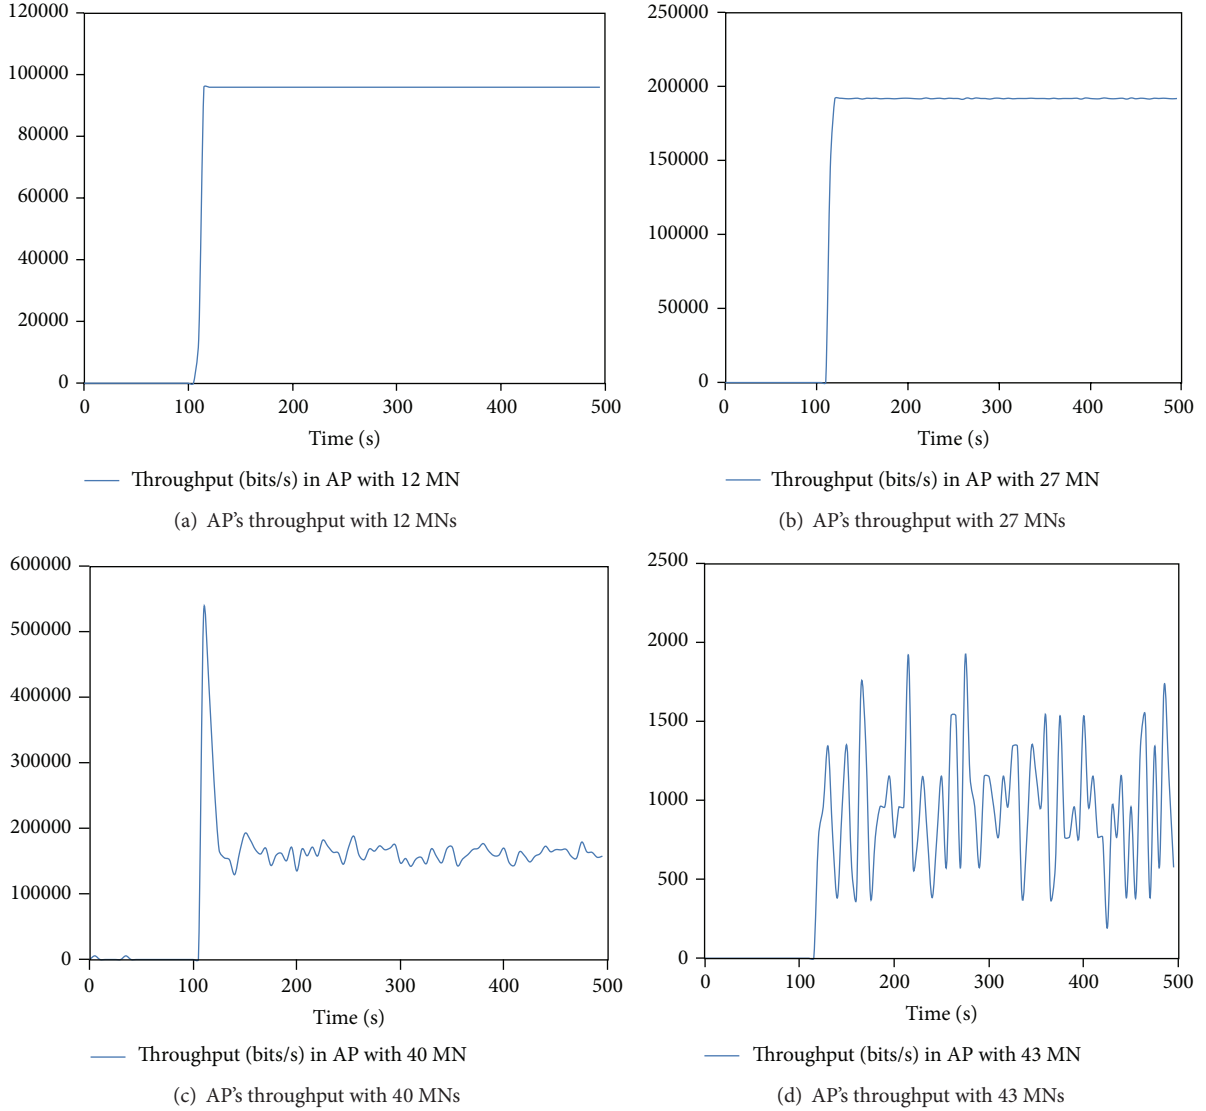 120000
100000
80000
60000
40000
20000
0
0 100 200 300 400 500
Time (s)
Throughput (bits/s) in AP with 12 MN
(a) AP's throughput with 12 MNs
250000
200000
150000
100000
50000
0
0 100 200 300 400 500
Time (s)
Throughput (bits/s) in AP with 27 MN
(b) AP's throughput with 27 MNs
600000
500000
400000
300000
200000
100000
0
0 100 200 300 400 500
Time (s)
Throughput (bits/s) in AP with 40 MN
(c) AP's throughput with 40 MNs
2500
2000
1500
1000
500
0
0 100 200 300 400 500
Time (s)
Throughput (bits/s) in AP with 43 MN
(d) AP's throughput with 43 MNs